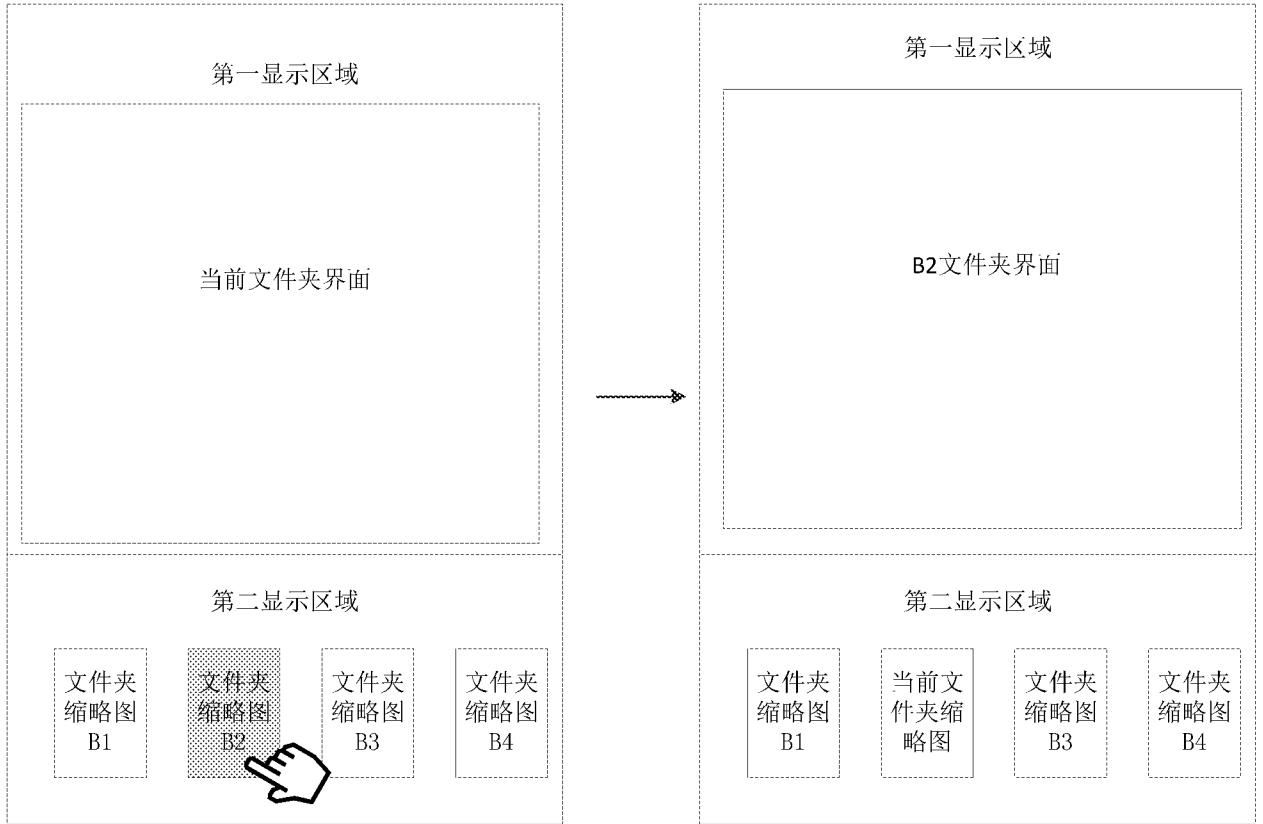 第一显示区域
当前文件夹界面
第二显示区域
文件夹
缩略图
B1
文件夹
缩略图
B2
文件夹
缩略图
B3
文件夹
缩略图
B4
第一显示区域
B2文件夹界面
第二显示区域
文件夹
缩略图
B1
当前文
件夹缩
略图
文件夹
缩略图
B3
文件夹
缩略图
B4